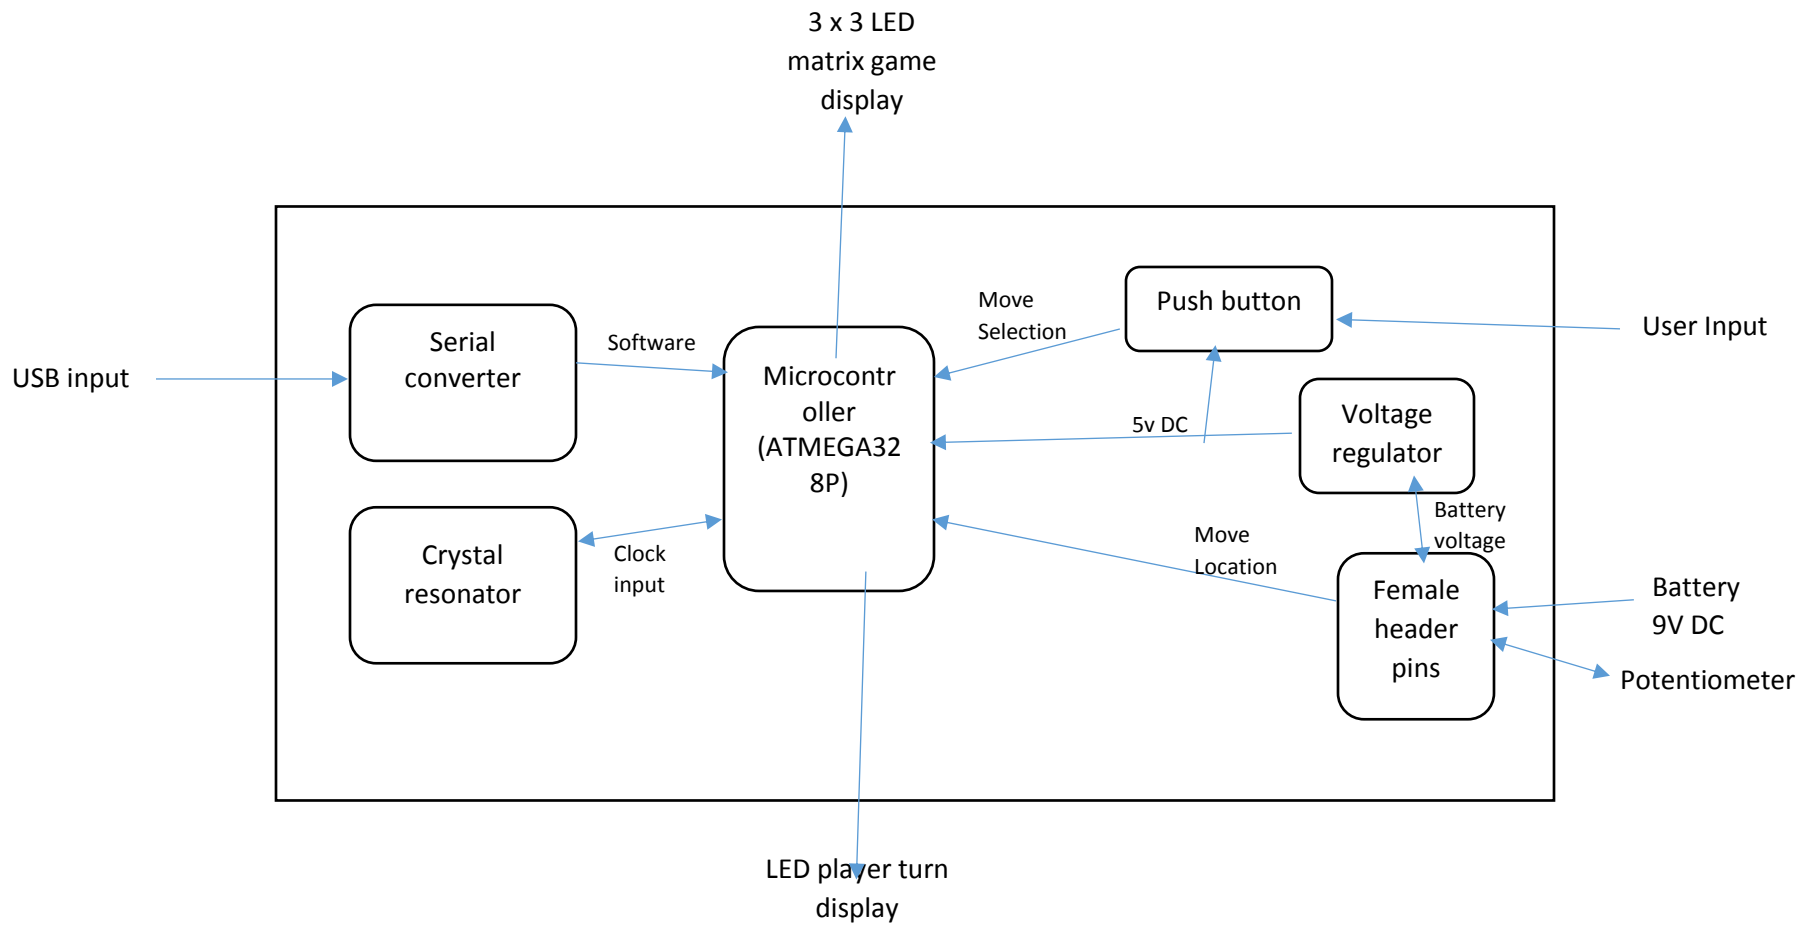 3 x 3 LED
matrix game
display
Push button
Move
Selection
User Input
Serial
converter
Software
USB input
Microcontr
oller
(ATMEGA32
8P)
5v DC
Voltage
regulator
Battery
voltage
Crystal
resonator
Clock
input
Move
Location
Female
header
pins
Battery
9V DC
Potentiometer
LED player turn
display